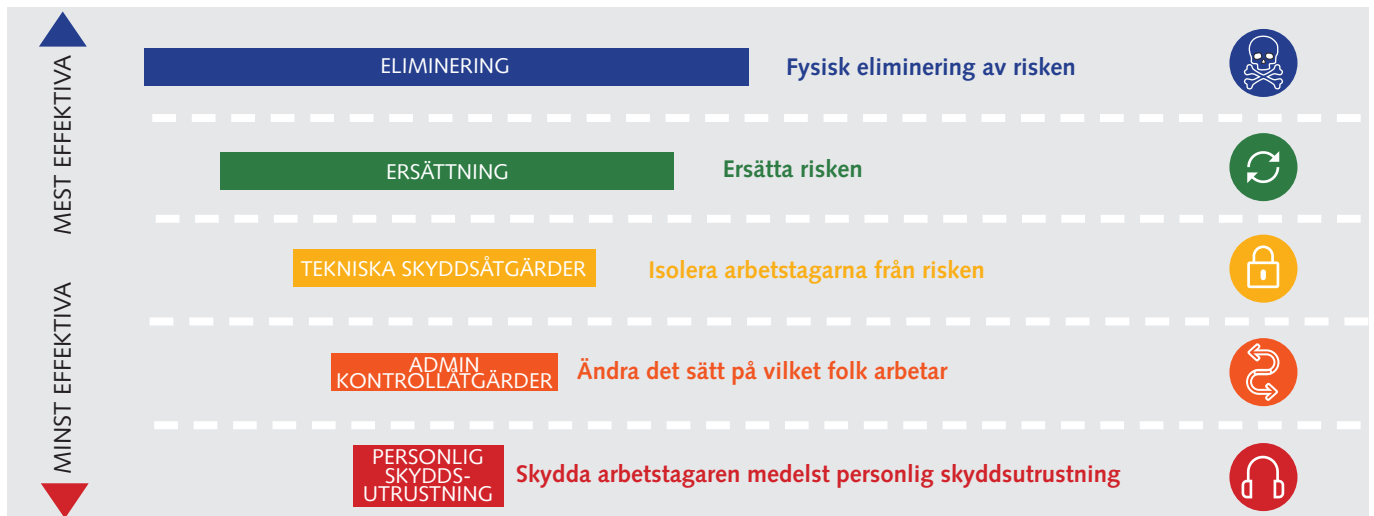 MEST EFFEKTIVA
ELIMINERING
Fysisk eliminering av risken
ERSÄTTNING
Ersätta risken
TEKNISKA SKYDDSÅTGÄRDER
Isolera arbetstagarna från risken
MINST EFFEKTIVA
ADMIN
KONTROLLÅTGÄRDER
Ändra det sätt på vilket folk arbetar
PERSONLIG
SKYDDS-
UTRUSTNING
Skydda arbetstagaren medelst personlig skyddsutrustning